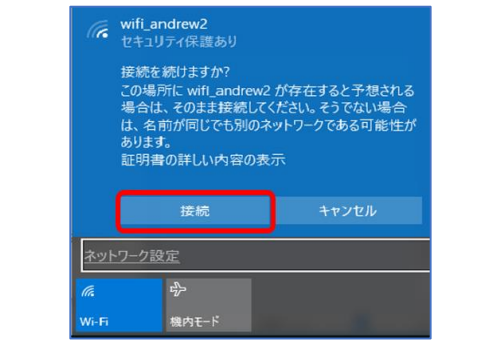 wifi_andrew2
セキュリティ保護あり
接続を続けますか?
この場所に wifi_andrew2 が存在すると予想される
場合は、そのまま接続してください。そうでない場合
は、名前が同じでも別のネットワークである可能性が
あります。
証明書の詳しい内容の表示
接続
キャンセル
ネットワーク設定
Wi-Fi
機内モード